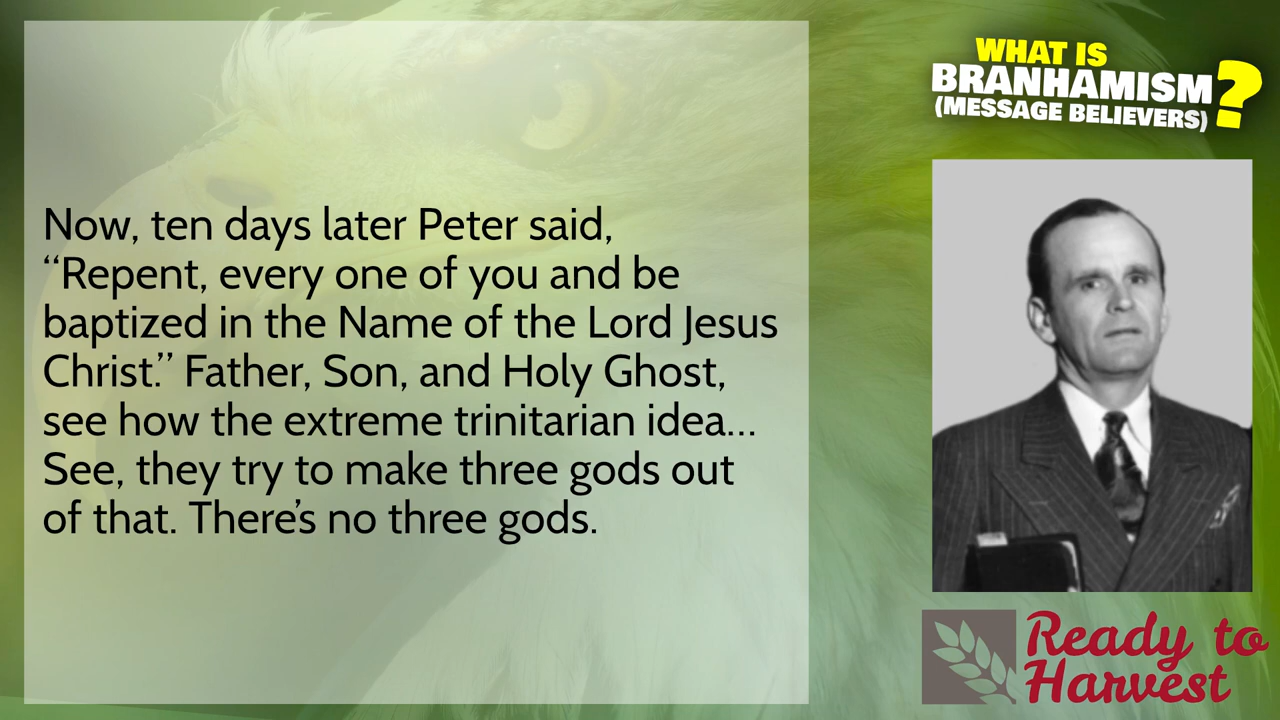 Now, ten days later Peter said,
“Repent, every one of you and be
baptized in the Name of the Lord Jesus
Christ.” Father, Son, and Holy Ghost,
see how the extreme trinitarian idea...
See, they try to make three gods out
of that. There’s no three gods.
WHAT IS
BRANHAMISM
(MESSAGE BELIEVERS)?
Ready to
Harvest